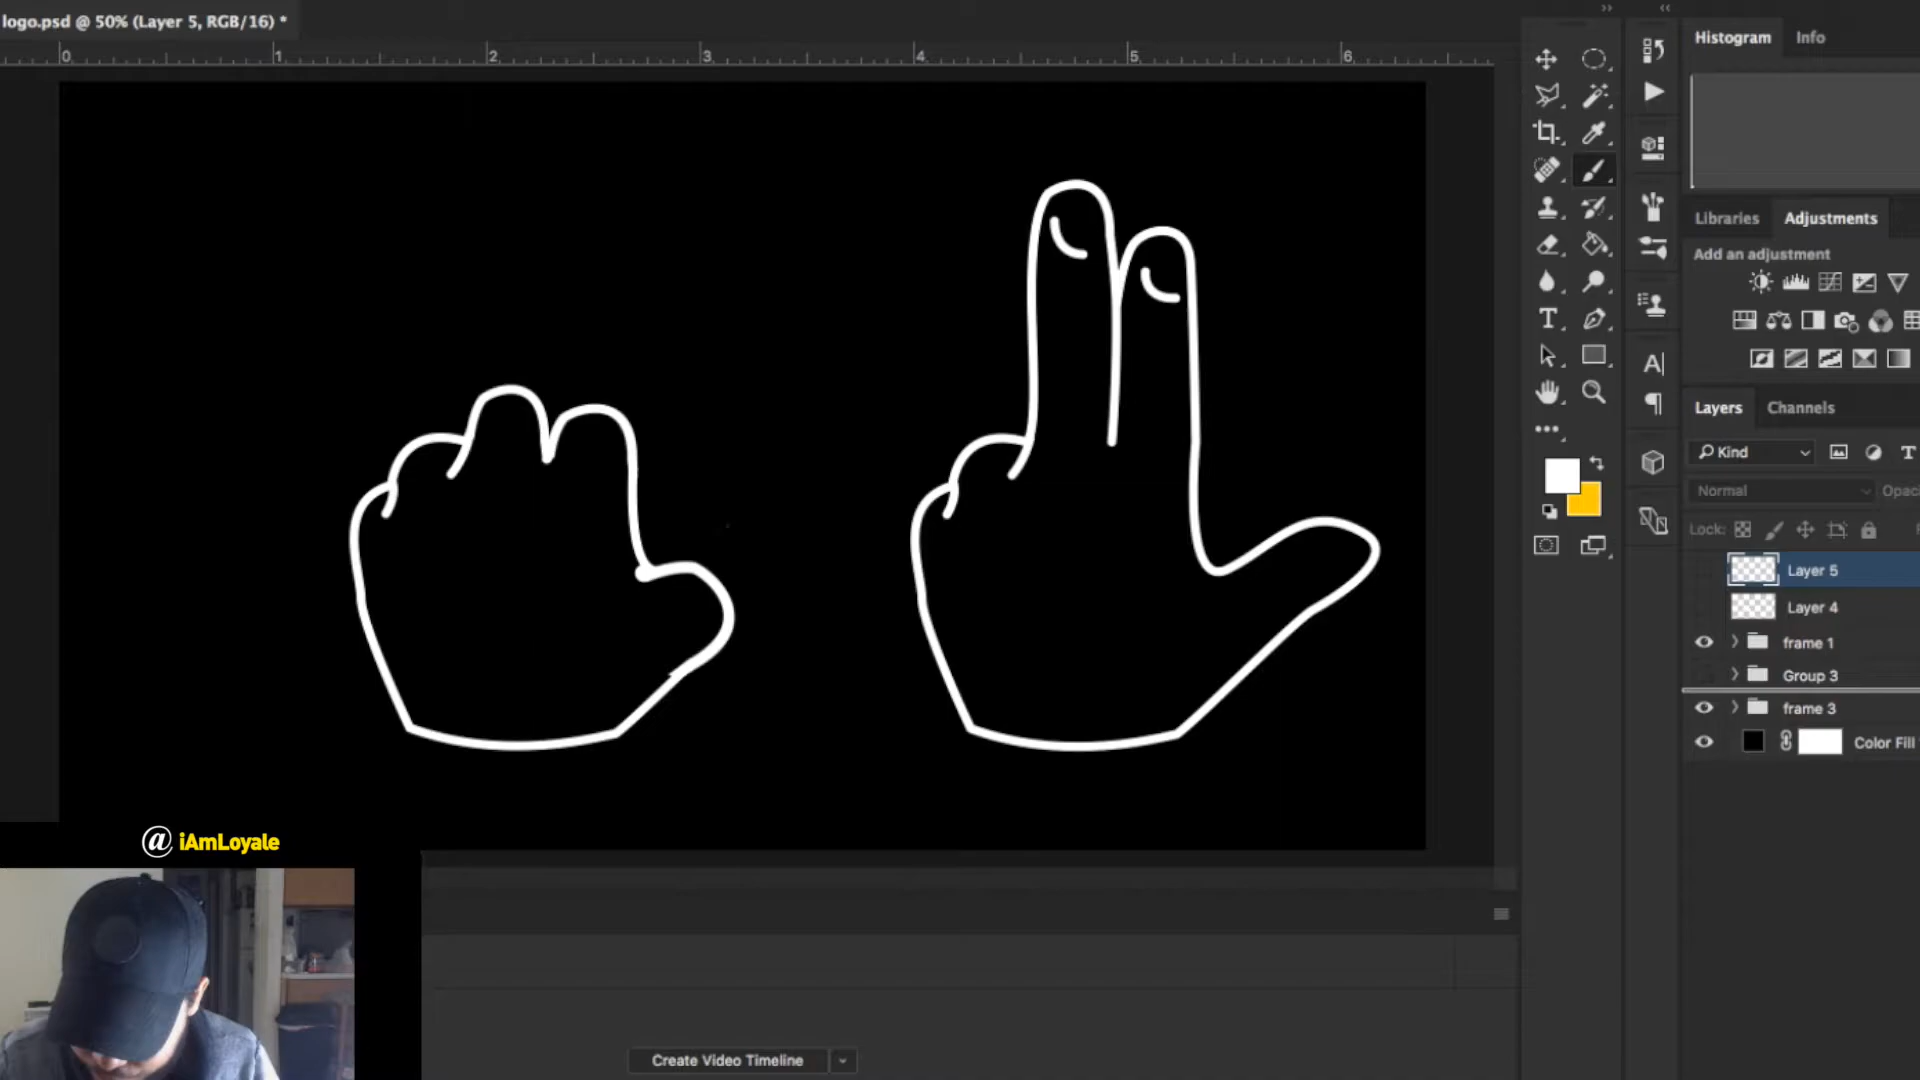 logo.psd @ 50% (Layer 5, RGB/16) *
0 1 2 3 4 5 6
Histogram Info
Libraries Adjustments
Add an adjustment
Layers Channels
Kind
Normal Opaci
Lock:
Layer 5
Layer 4
frame 1
Group 3
frame 3
Color Fill
@ iAmLoyale
Create Video Timeline